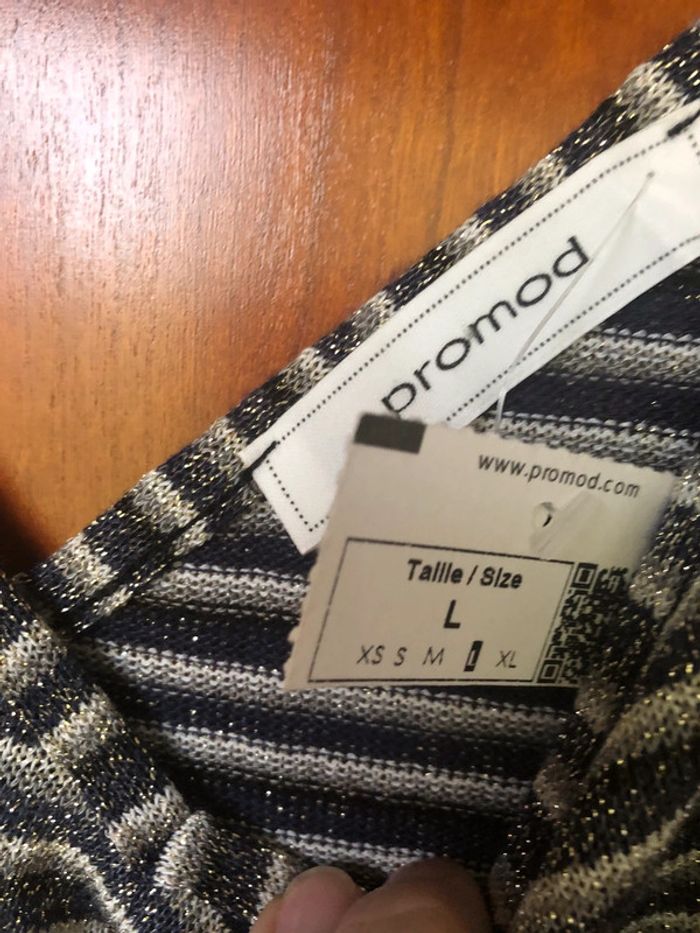 promod
www.promod.com
Taille / Size
L
XS S M L XL